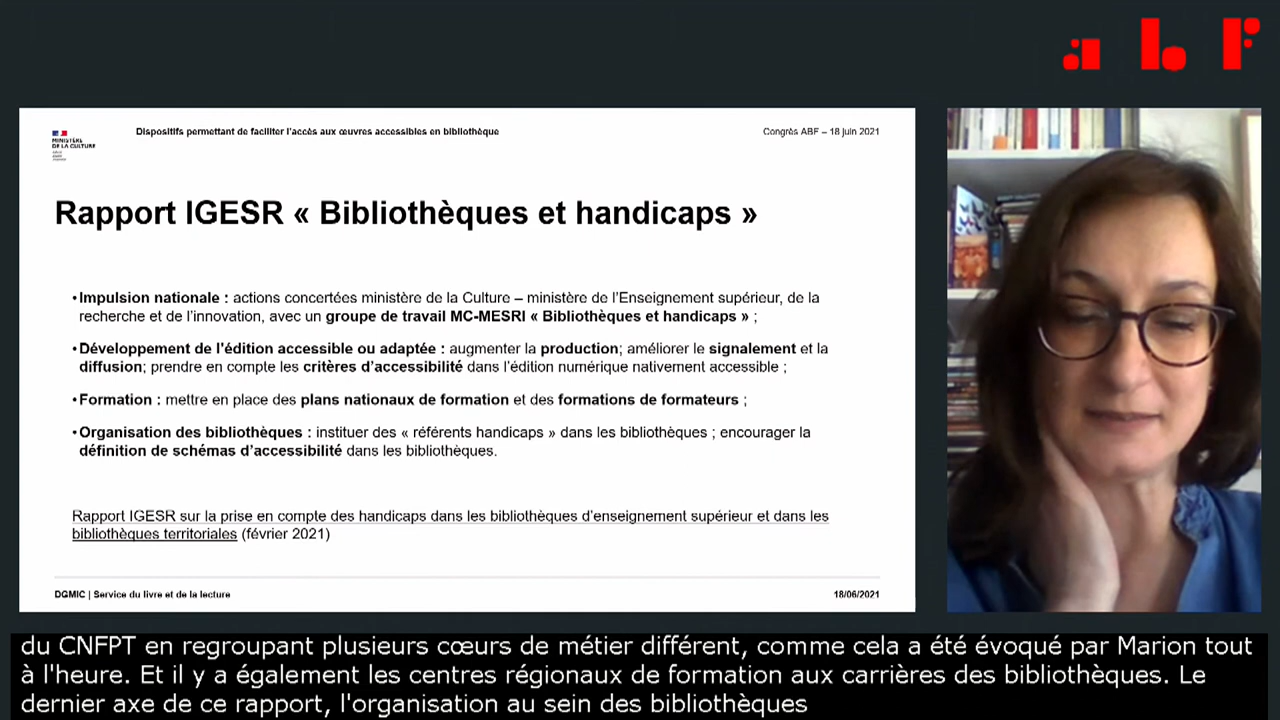 abf
MINISTÈRE
DE LA CULTURE
Dispositifs permettant de faciliter l'accès aux œuvres accessibles en bibliothèque
Congrès ABF – 18 juin 2021
Rapport IGESR « Bibliothèques et handicaps »
•Impulsion nationale : actions concertées ministère de la Culture – ministère de l'Enseignement supérieur, de la
recherche et de l'innovation, avec un groupe de travail MC-MESRI « Bibliothèques et handicaps » ;
•Développement de l'édition accessible ou adaptée : augmenter la production; améliorer le signalement et la
diffusion; prendre en compte les critères d'accessibilité dans l'édition numérique nativement accessible ;
•Formation : mettre en place des plans nationaux de formation et des formations de formateurs ;
•Organisation des bibliothèques : instituer des « référents handicaps » dans les bibliothèques ; encourager la
définition de schémas d'accessibilité dans les bibliothèques.
Rapport IGESR sur la prise en compte des handicaps dans les bibliothèques d'enseignement supérieur et dans les
bibliothèques territoriales (février 2021)
DGMIC | Service du livre et de la lecture
18/06/2021
du CNFPT en regroupant plusieurs cœurs de métier différent, comme cela a été évoqué par Marion tout
à l'heure. Et il y a également les centres régionaux de formation aux carrières des bibliothèques. Le
dernier axe de ce rapport, l'organisation au sein des bibliothèques